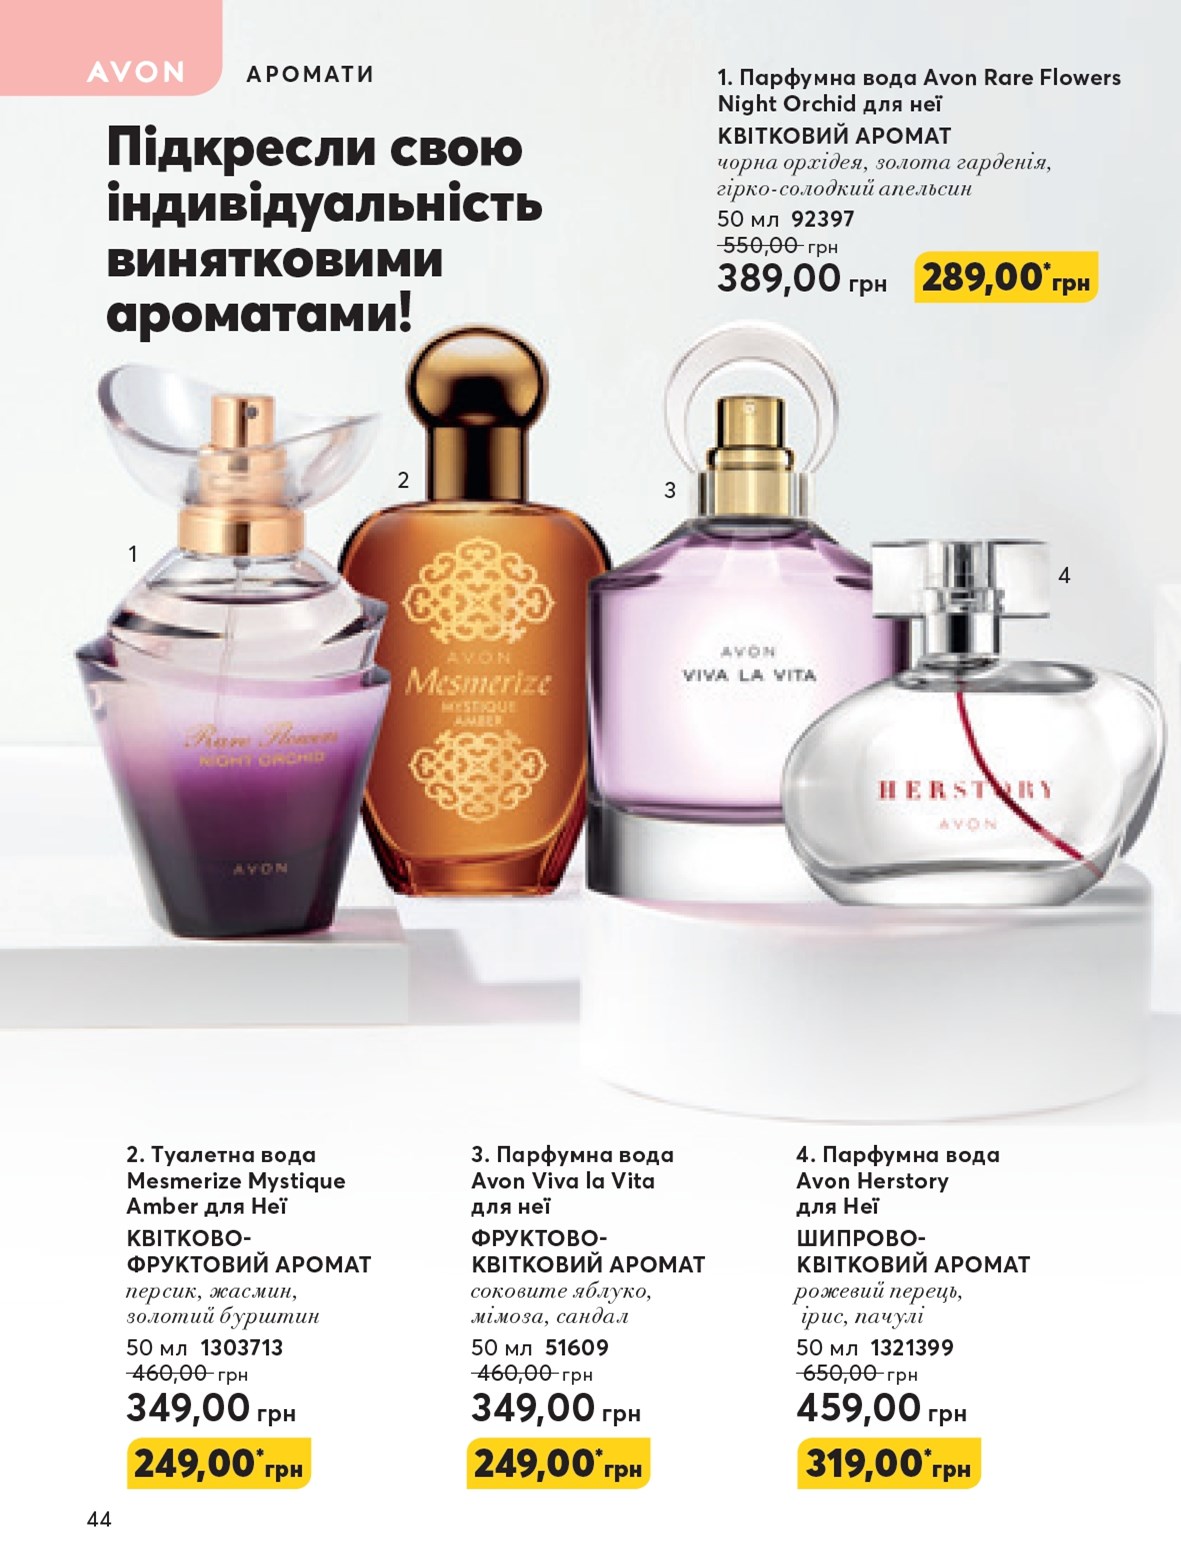 AVON
АРОМАТИ
Підкресли свою
індивідуальність
винятковими
ароматами!
1. Парфумна вода Avon Rare Flowers
Night Orchid для неї
КВІТКОВИЙ АРОМАТ
чорна орхідея, золота гарденія,
гірко-солодкий апельсин
50 мл 92397
550,00 грн
389,00 грн
289,00* грн
1
2
3
4
Rare Flowers
NIGHT ORCHID
AVON
AVON
Mesmerize
MYSTIQUE
AMBER
AVON
VIVA LA VITA
HERSTORY
AVON
2. Туалетна вода
Mesmerize Mystique
Amber для Неї
КВІТКОВО-
ФРУКТОВИЙ АРОМАТ
персик, жасмин,
золотий бурштин
50 мл 1303713
460,00 грн
349,00 грн
249,00* грн
3. Парфумна вода
Avon Viva la Vita
для неї
ФРУКТОВО-
КВІТКОВИЙ АРОМАТ
соковите яблуко,
мімоза, сандал
50 мл 51609
460,00 грн
349,00 грн
249,00* грн
4. Парфумна вода
Avon Herstory
для Неї
ШИПРОВО-
КВІТКОВИЙ АРОМАТ
рожевий перець,
ірис, пачулі
50 мл 1321399
650,00 грн
459,00 грн
319,00* грн
44